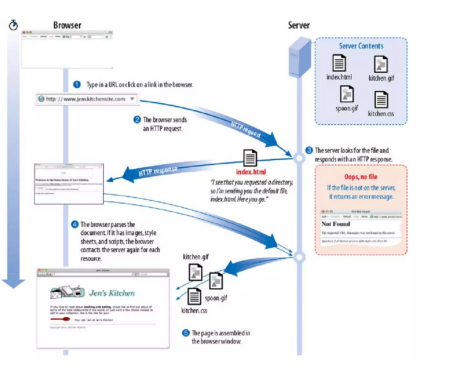 Browser
Server
Server Contents
index.html
kitchen.gif
spoon.gif
kitchen.css
1 Type in a URL or click on a link in the browser.
http://www.jenskitchensite.com
2 The browser sends
an HTTP request.
HTTP request
3 The server looks for the file and
responds with an HTTP response.
HTTP response
index.html
"I see that you requested a directory,
so I'm sending you the default file,
index.html. Here you go."
Oops, no file
If the file is not on the server,
it returns an error message.
Not Found
4 The browser parses the
document. If it has images, style
sheets, and scripts, the browser
contacts the server again for each
resource.
kitchen.gif
spoon.gif
kitchen.css
Jen's Kitchen
5 The page is assembled in
the browser window.